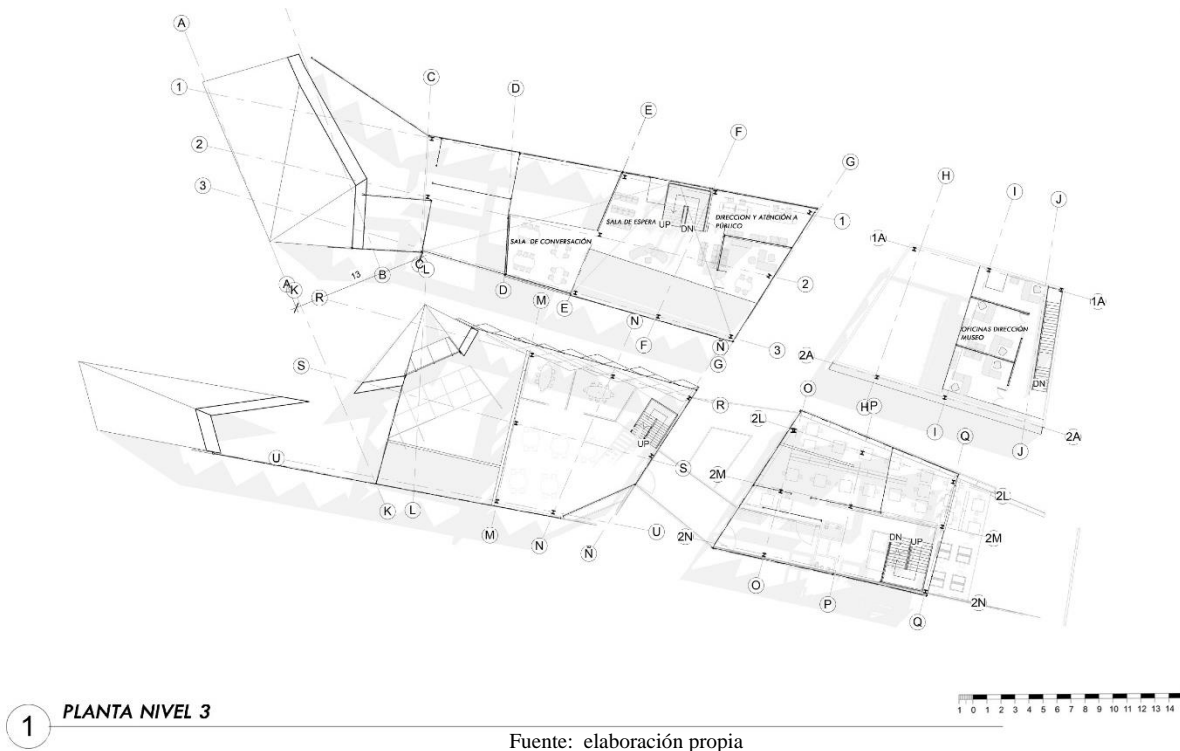 A
1
2
3
C
D
E
F
G
H
I
J
1
2
3
1A
1A
2A
2A
SALA DE CONVERSACIÓN
SALA DE ESPERA
UP
DN
DIRECCION Y ATENCIÓN A
PÚBLICO
OFICINAS DIRECCIÓN
MUSEO
DN
A
K
R
13
B
C
L
D
M
E
N
F
Ñ
G
S
U
UP
R
S
U
K
L
M
N
Ñ
O
H
P
I
Q
J
2L
2M
2N
2L
2M
2N
DN
UP
O
P
Q
1
PLANTA NIVEL 3
1 0 1 2 3 4 5 6 7 8 9 10 11 12 13 14
Fuente: elaboración propia